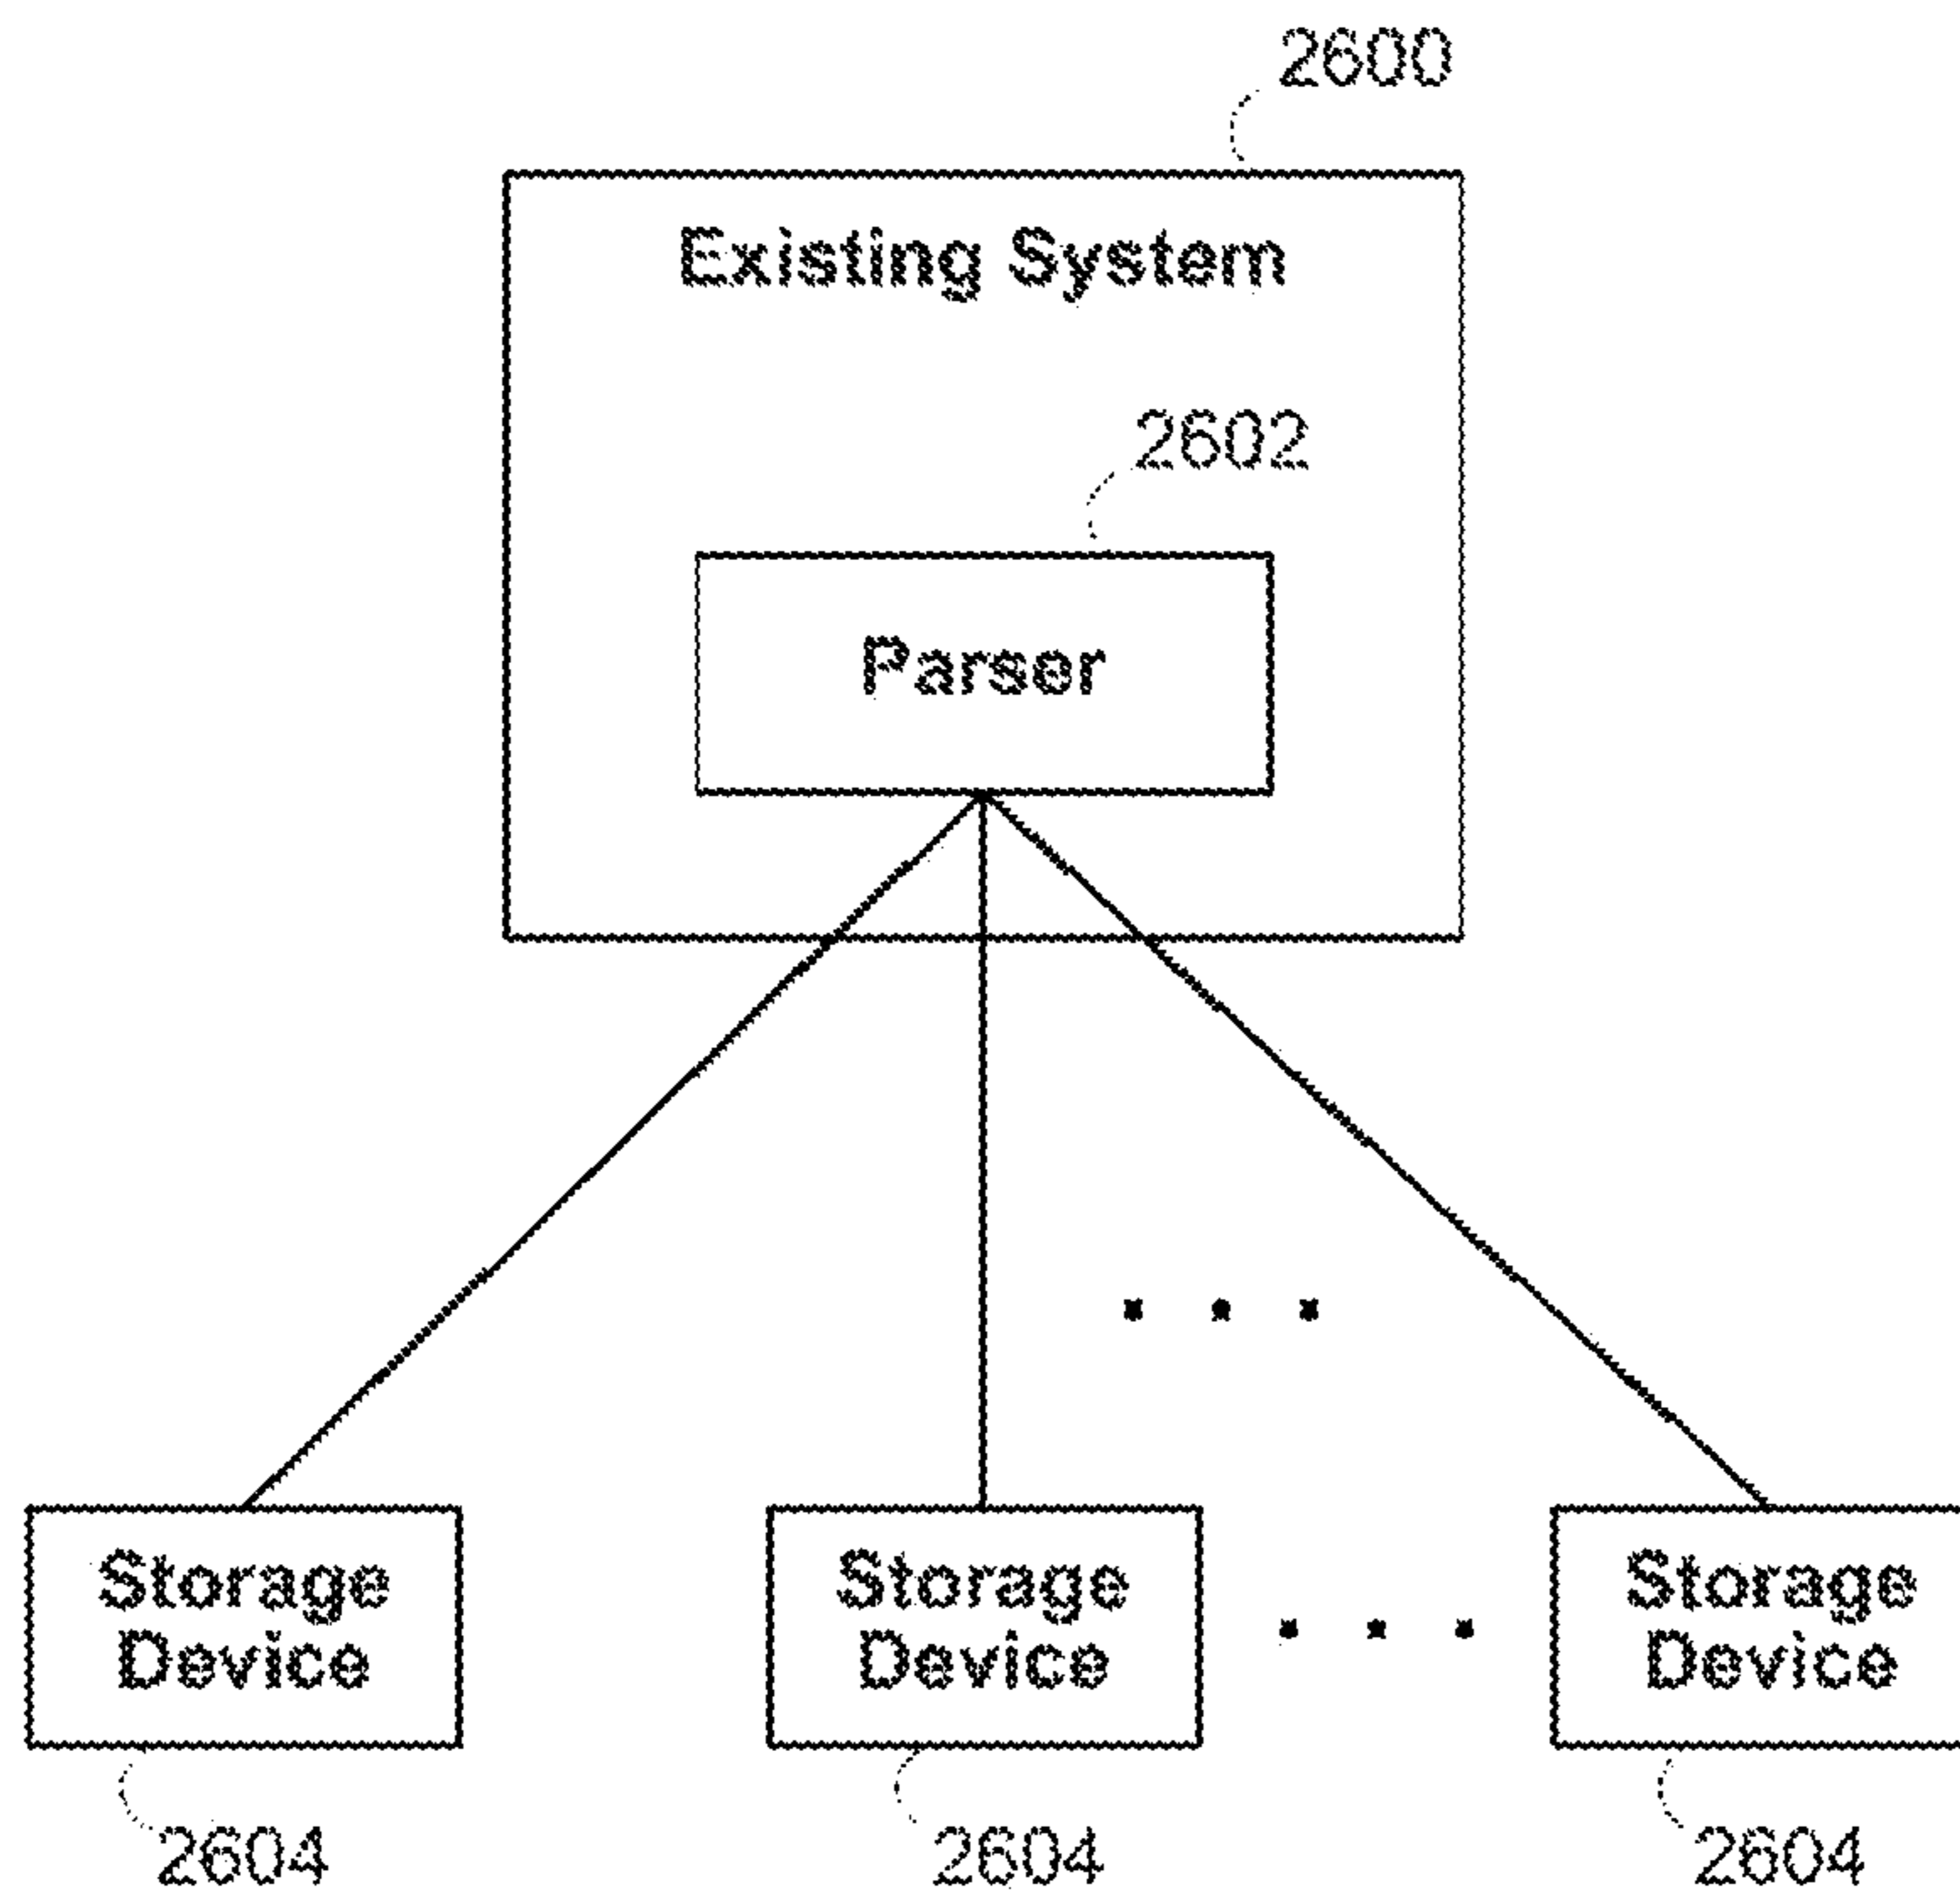 2600
Existing System
2602
Parser
Storage
Device
Storage
Device
Storage
Device
2604
2604
2604